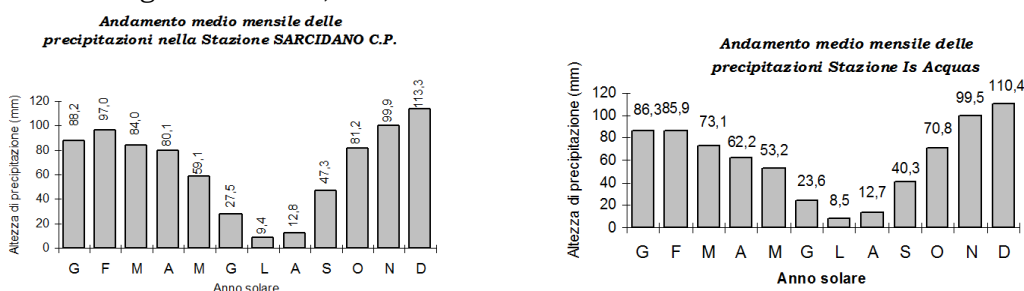 Andamento medio mensile delle
precipitazioni nella Stazione SARCIDANO C.P.
Altezza di precipitazione (mm)
120
100
80
60
40
20
0
88,2
97,0
84,0
80,1
59,1
27,5
9,4
12,8
47,3
81,2
99,9
113,3
G F M A M G L A S O N D
Anno solare
Andamento medio mensile delle
precipitazioni Stazione Is Acquas
Altezza di precipitazione (mm)
120
100
80
60
40
20
0
86,3 85,9 73,1 62,2 53,2 23,6 8,5 12,7 40,3 70,8 99,5 110,4
G F M A M G L A S O N D
Anno solare